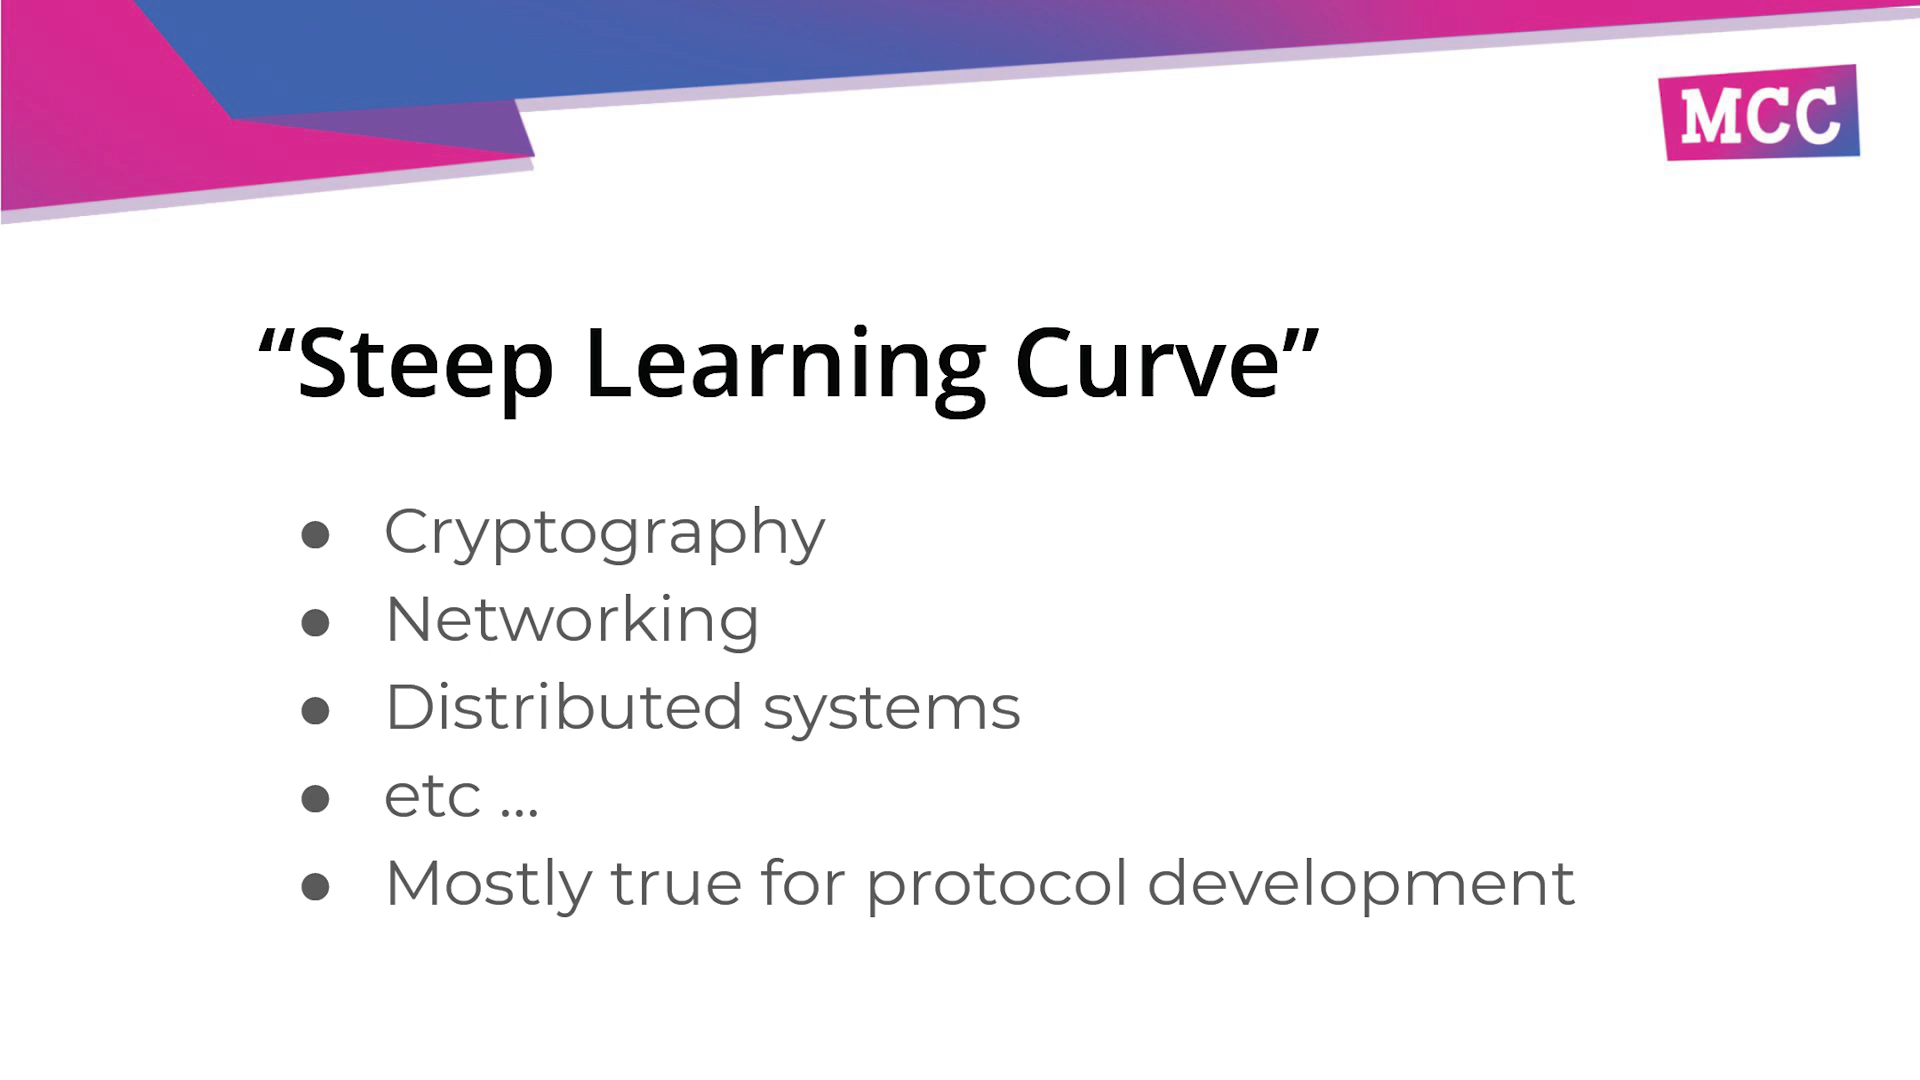 MCC
“Steep Learning Curve”
● Cryptography
● Networking
● Distributed systems
● etc ...
● Mostly true for protocol development